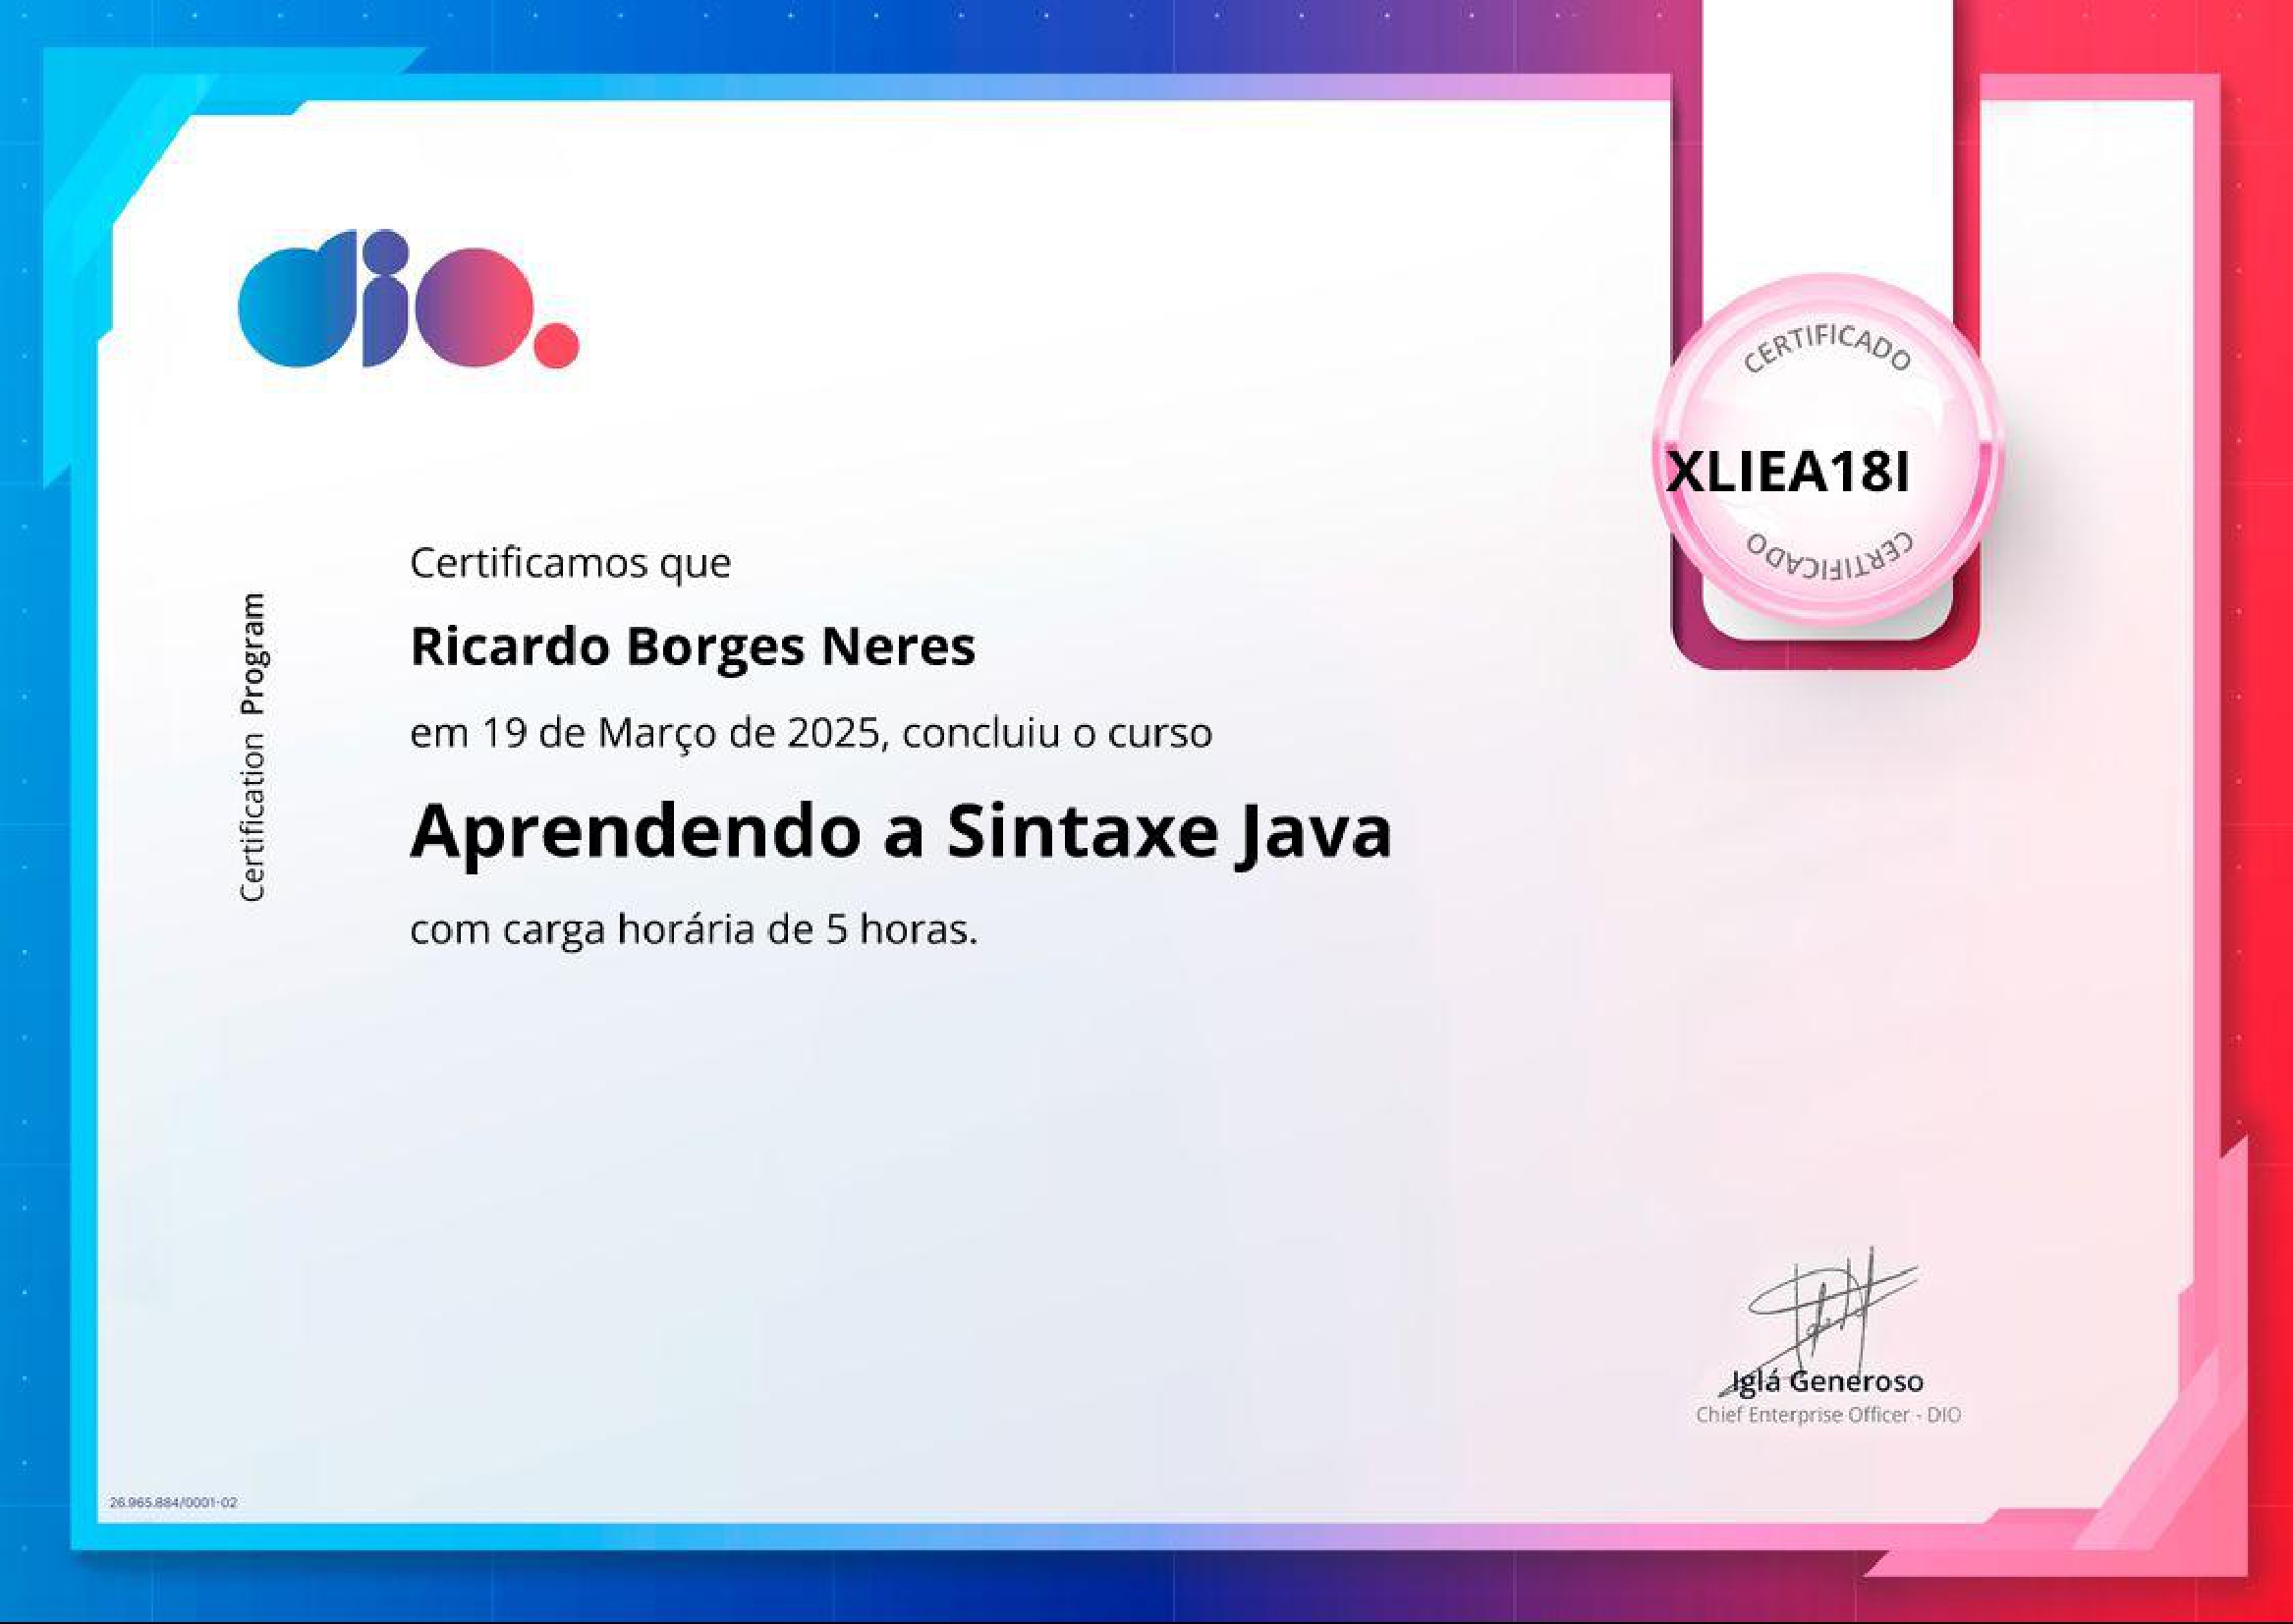 dio.
CERTIFICADO
XLIEA18I
CERTIFICADO
Certification Program
Certificamos que
Ricardo Borges Neres
em 19 de Março de 2025, concluiu o curso
Aprendendo a Sintaxe Java
com carga horária de 5 horas.
Iglá Generoso
Chief Enterprise Officer - DIO
26.965.884/0001-02